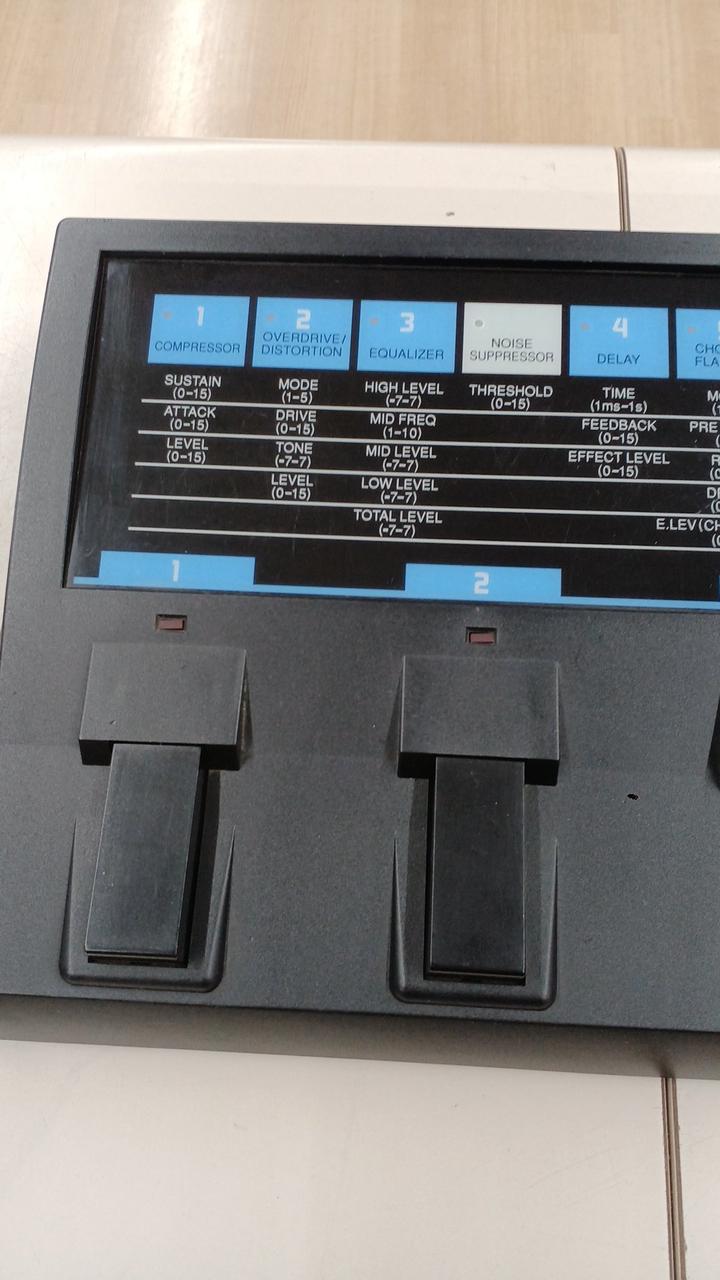 1
COMPRESSOR
2
OVERDRIVE/
DISTORTION
3
EQUALIZER
NOISE
SUPPRESSOR
4
DELAY
SUSTAIN
(0-15)
MODE
(1-5)
HIGH LEVEL
(-7-7)
THRESHOLD
(0-15)
TIME
(1ms-1s)
ATTACK
(0-15)
DRIVE
(0-15)
MID FREQ
(1-10)
FEEDBACK
(0-15)
PRE
LEVEL
(0-15)
TONE
(-7-7)
MID LEVEL
(-7-7)
EFFECT LEVEL
(0-15)
LEVEL
(0-15)
LOW LEVEL
(-7-7)
TOTAL LEVEL
(-7-7)
1
2